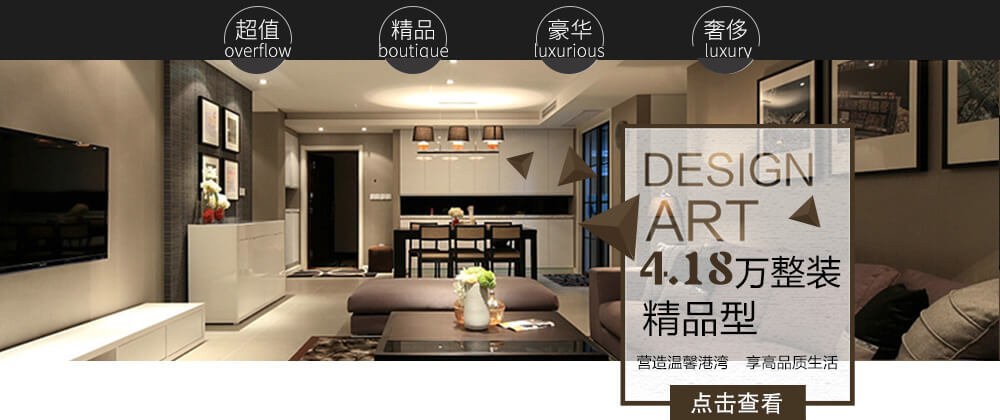 超值
overflow
精品
boutique
豪华
luxurious
奢侈
luxury
DESIGN
ART
4.18万整装
精品型
营造温馨港湾 享高品质生活
点击查看